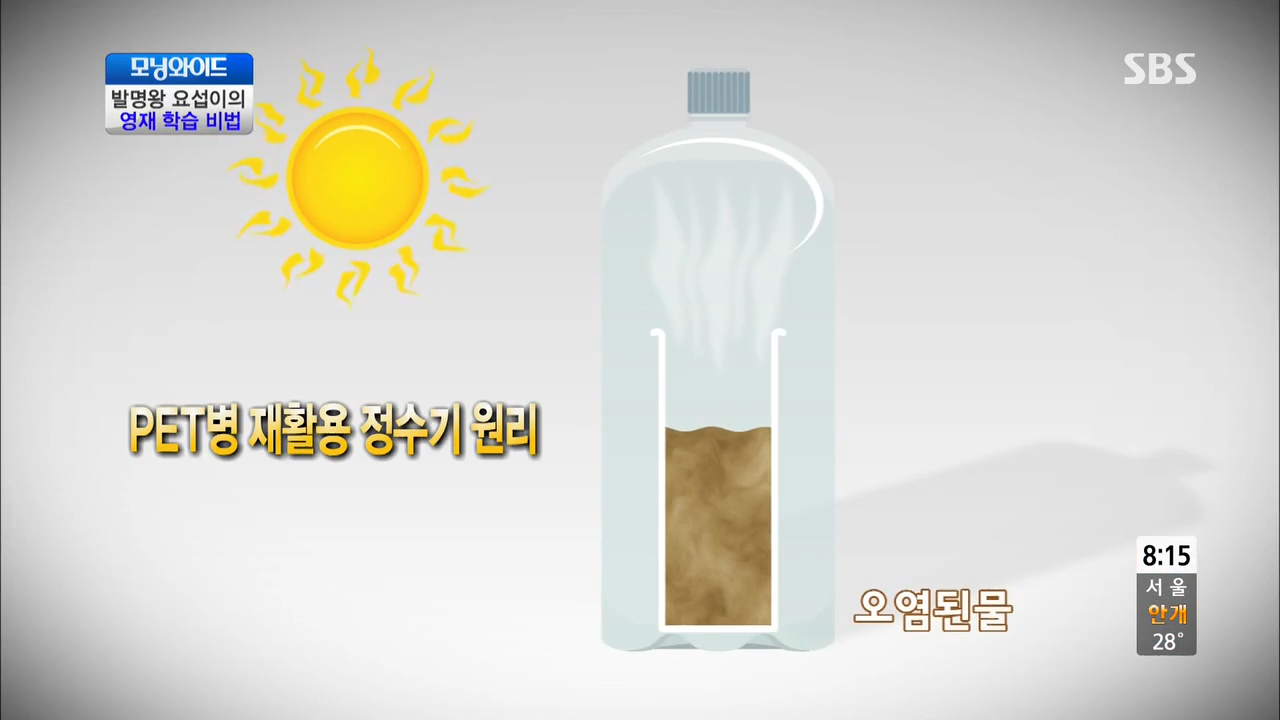 모닝와이드
발명왕 요섭이의
영재 학습 비법
SBS
PET병 재활용 정수기 원리
오염된물
8:15
서울
안개
28°